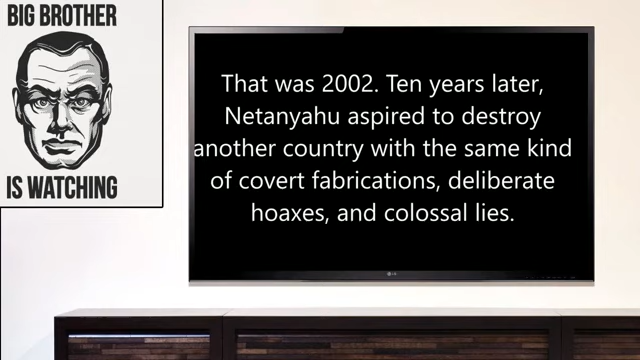 BIG BROTHER
IS WATCHING
That was 2002. Ten years later,
Netanyahu aspired to destroy
another country with the same kind
of covert fabrications, deliberate
hoaxes, and colossal lies.
LG